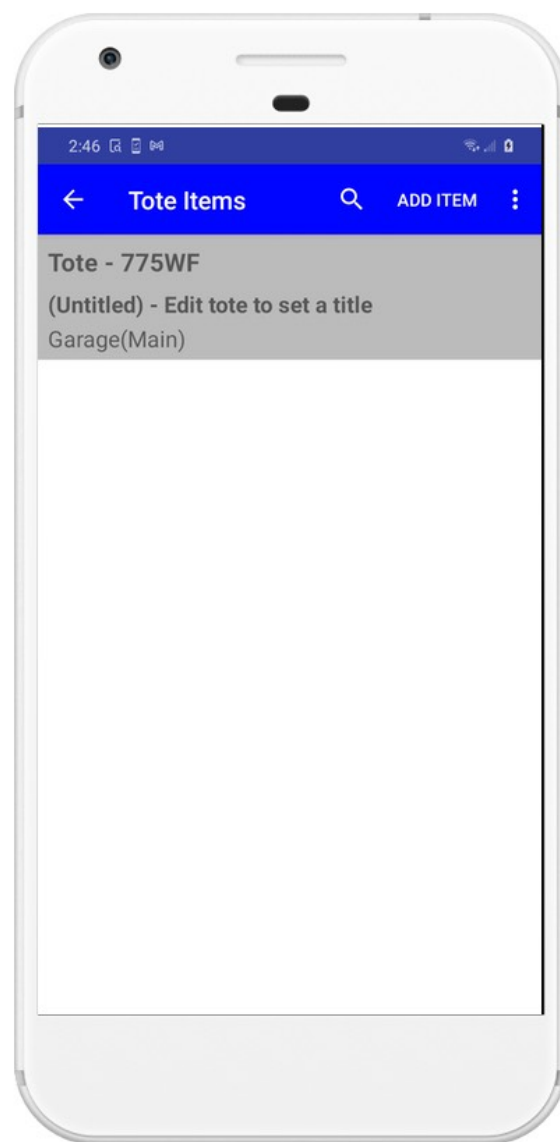 2:46
Tote Items ADD ITEM
Tote - 775WF
(Untitled) - Edit tote to set a title
Garage(Main)